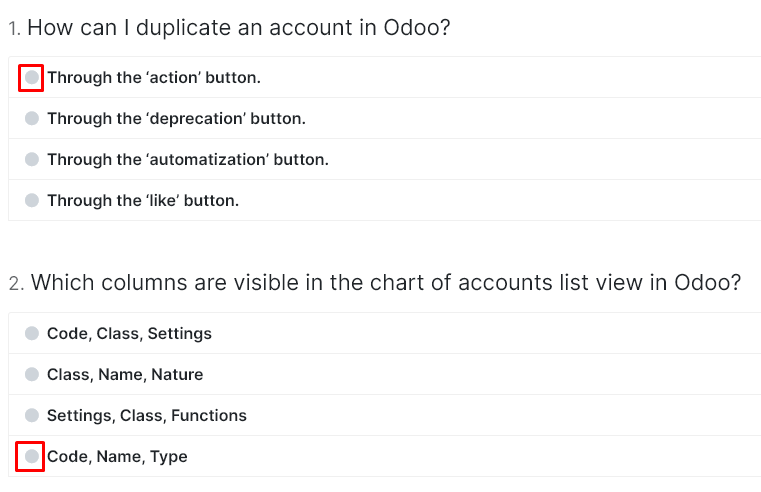 1. How can I duplicate an account in Odoo?
Through the ‘action’ button.
Through the ‘deprecation’ button.
Through the ‘automatization’ button.
Through the ‘like’ button.
2. Which columns are visible in the chart of accounts list view in Odoo?
Code, Class, Settings
Class, Name, Nature
Settings, Class, Functions
Code, Name, Type